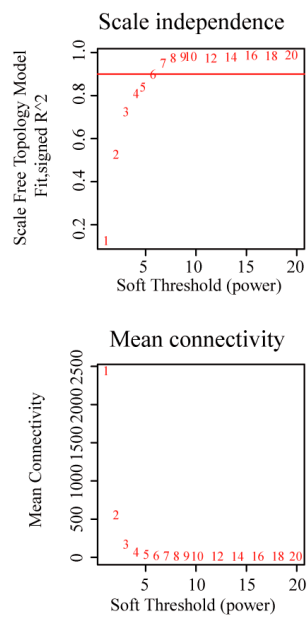 Scale independence
Scale Free Topology Model
Fit,signed R^2
1.0
0.8
0.6
0.4
0.2
1 2 3 4 5 6 7 8 9 10 12 14 16 18 20
5 10 15 20
Soft Threshold (power)
Mean connectivity
Mean Connectivity
2500
2000
1500
1000
500
0
1 2 3 4 5 6 7 8 9 10 12 14 16 18 20
5 10 15 20
Soft Threshold (power)